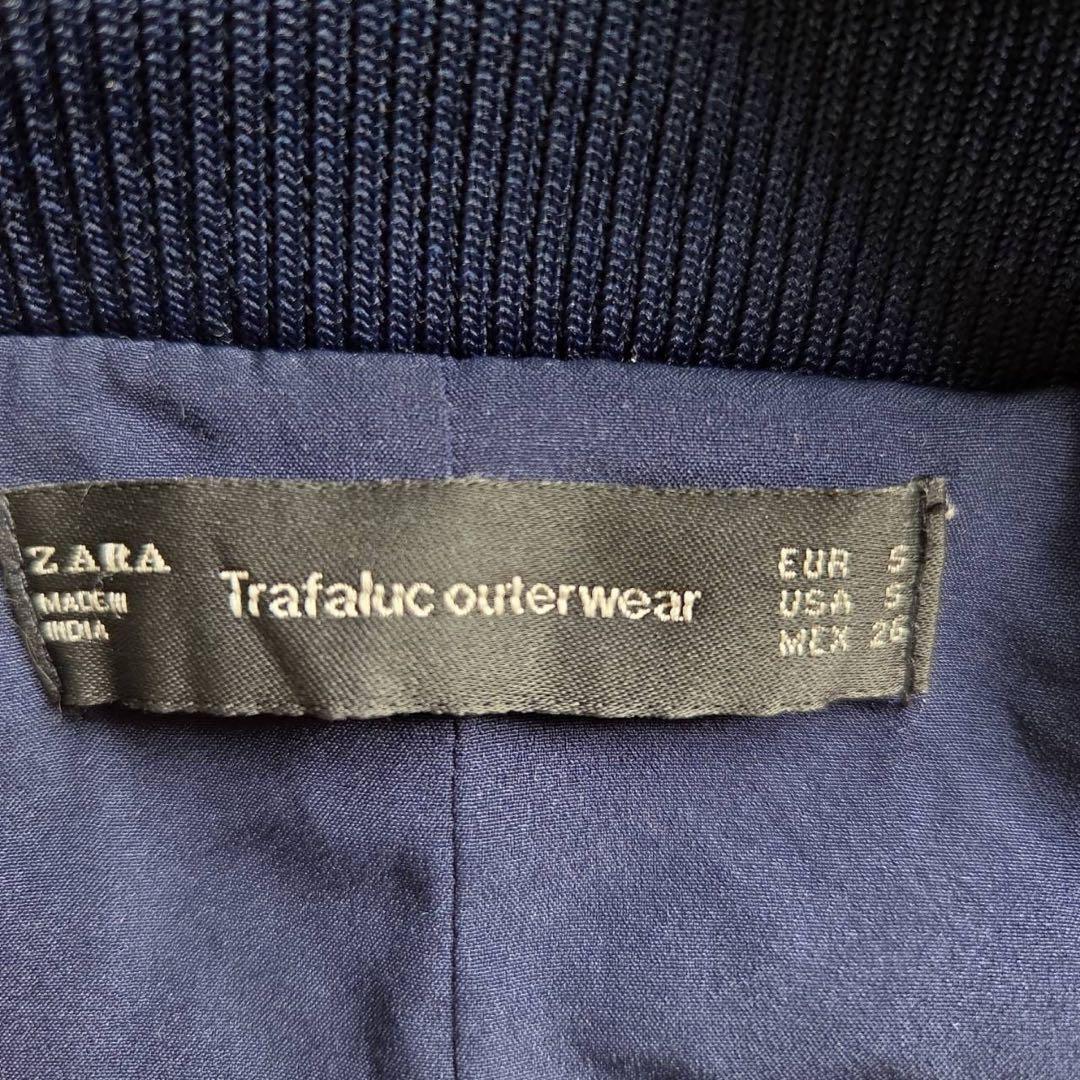 ZARA
MADE IN
INDIA
Trafaluc outerwear
EUR S
USA S
MEX 26